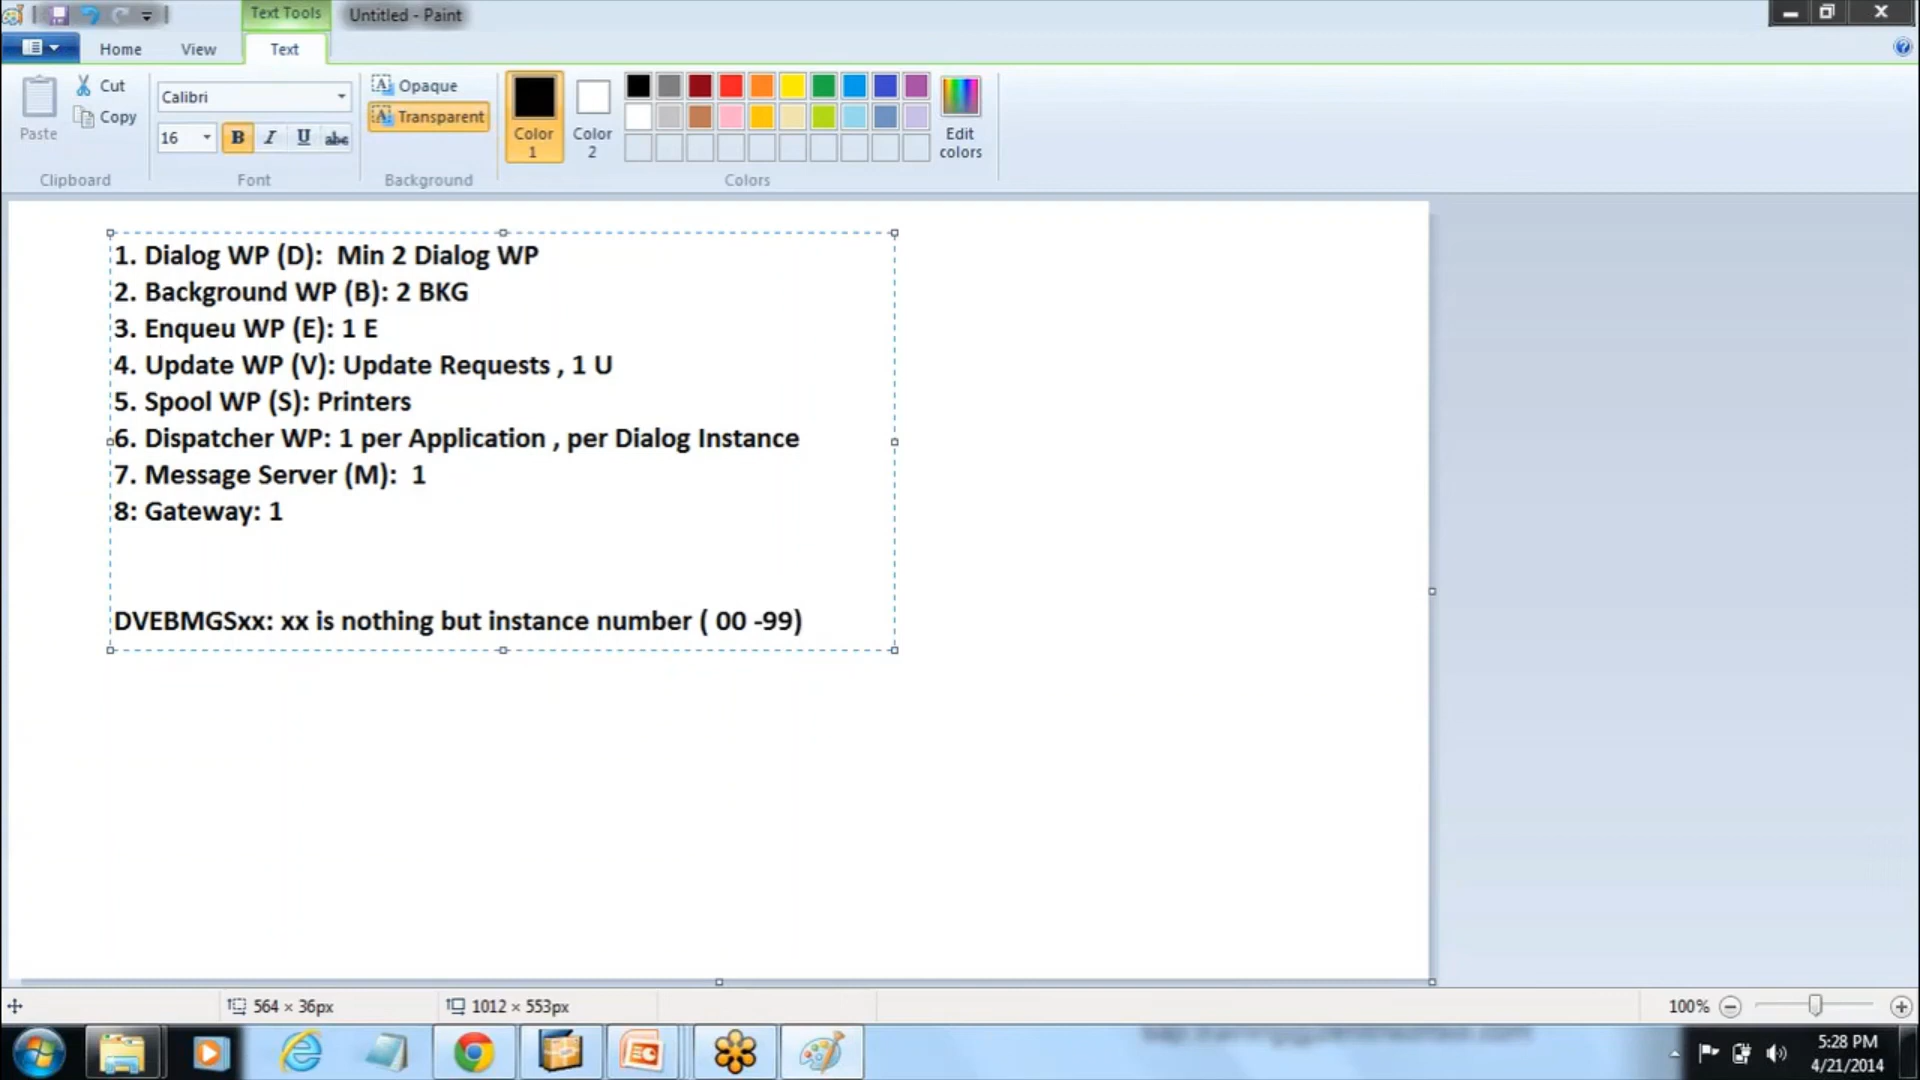 Text Tools
Untitled - Paint
Home
View
Text
Paste
Cut
Copy
Clipboard
Calibri
16
B I U abc
Font
Opaque
Transparent
Background
Color 1
Color 2
Edit colors
Colors
1. Dialog WP (D):  Min 2 Dialog WP
2. Background WP (B): 2 BKG
3. Enqueu WP (E): 1 E
4. Update WP (V): Update Requests , 1 U
5. Spool WP (S): Printers
6. Dispatcher WP: 1 per Application , per Dialog Instance
7. Message Server (M):  1
8: Gateway: 1
DVEBMGSxx: xx is nothing but instance number ( 00 -99)
564 × 36px
1012 × 553px
100%
5:28 PM
4/21/2014